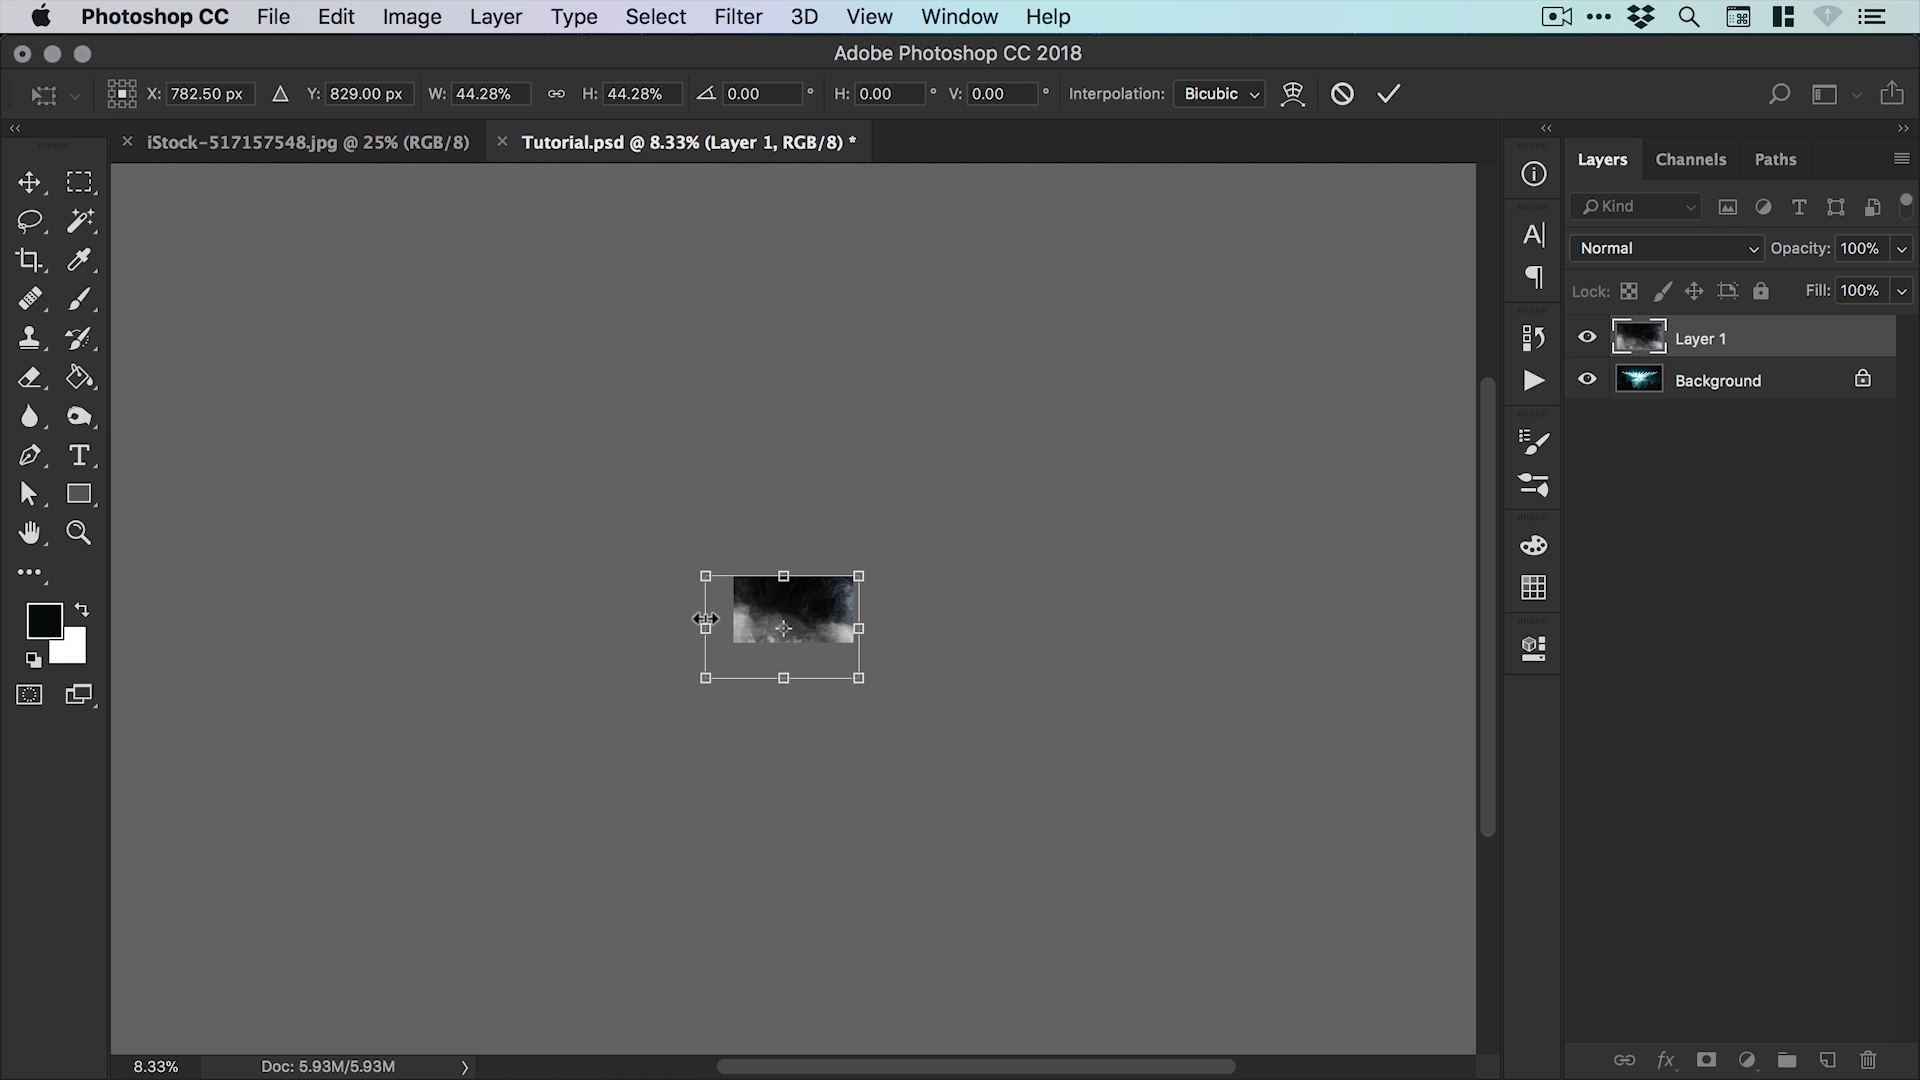 Photoshop CC File Edit Image Layer Type Select Filter 3D View Window Help
Adobe Photoshop CC 2018
X: 782.50 px Y: 829.00 px W: 44.28% H: 44.28% 0.00 ° H: 0.00 ° V: 0.00 ° Interpolation: Bicubic
iStock-517157548.jpg @ 25% (RGB/8) Tutorial.psd @ 8.33% (Layer 1, RGB/8) *
Layers Channels Paths
Kind
Normal Opacity: 100%
Lock: Fill: 100%
Layer 1
Background
8.33% Doc: 5.93M/5.93M